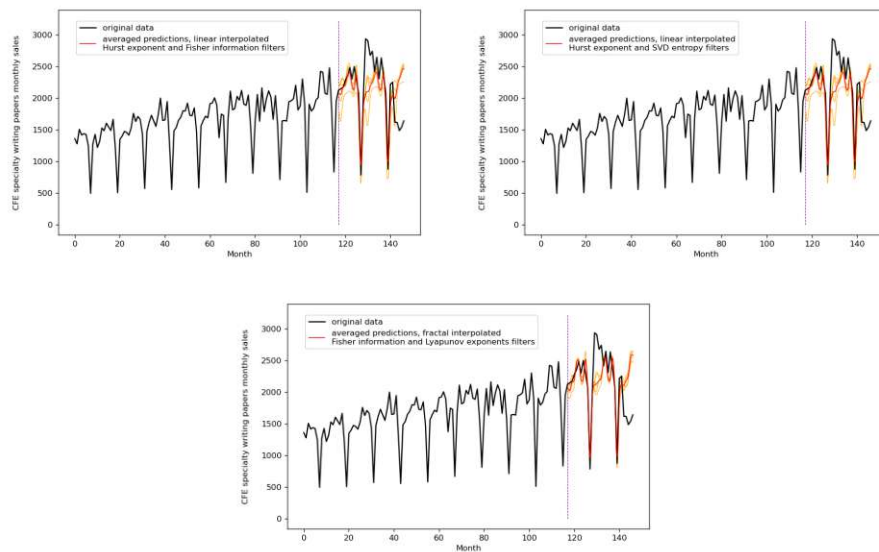 original data
averaged predictions, linear interpolated
Hurst exponent and Fisher information filters
CFE specialty writing papers monthly sales
3000
2500
2000
1500
1000
500
0
0 20 40 60 80 100 120 140
Month
original data
averaged predictions, linear interpolated
Hurst exponent and SVD entropy filters
CFE specialty writing papers monthly sales
3000
2500
2000
1500
1000
500
0
0 20 40 60 80 100 120 140
Month
original data
averaged predictions, fractal interpolated
Fisher information and Lyapunov exponents filters
CFE specialty writing papers monthly sales
3000
2500
2000
1500
1000
500
0
0 20 40 60 80 100 120 140
Month